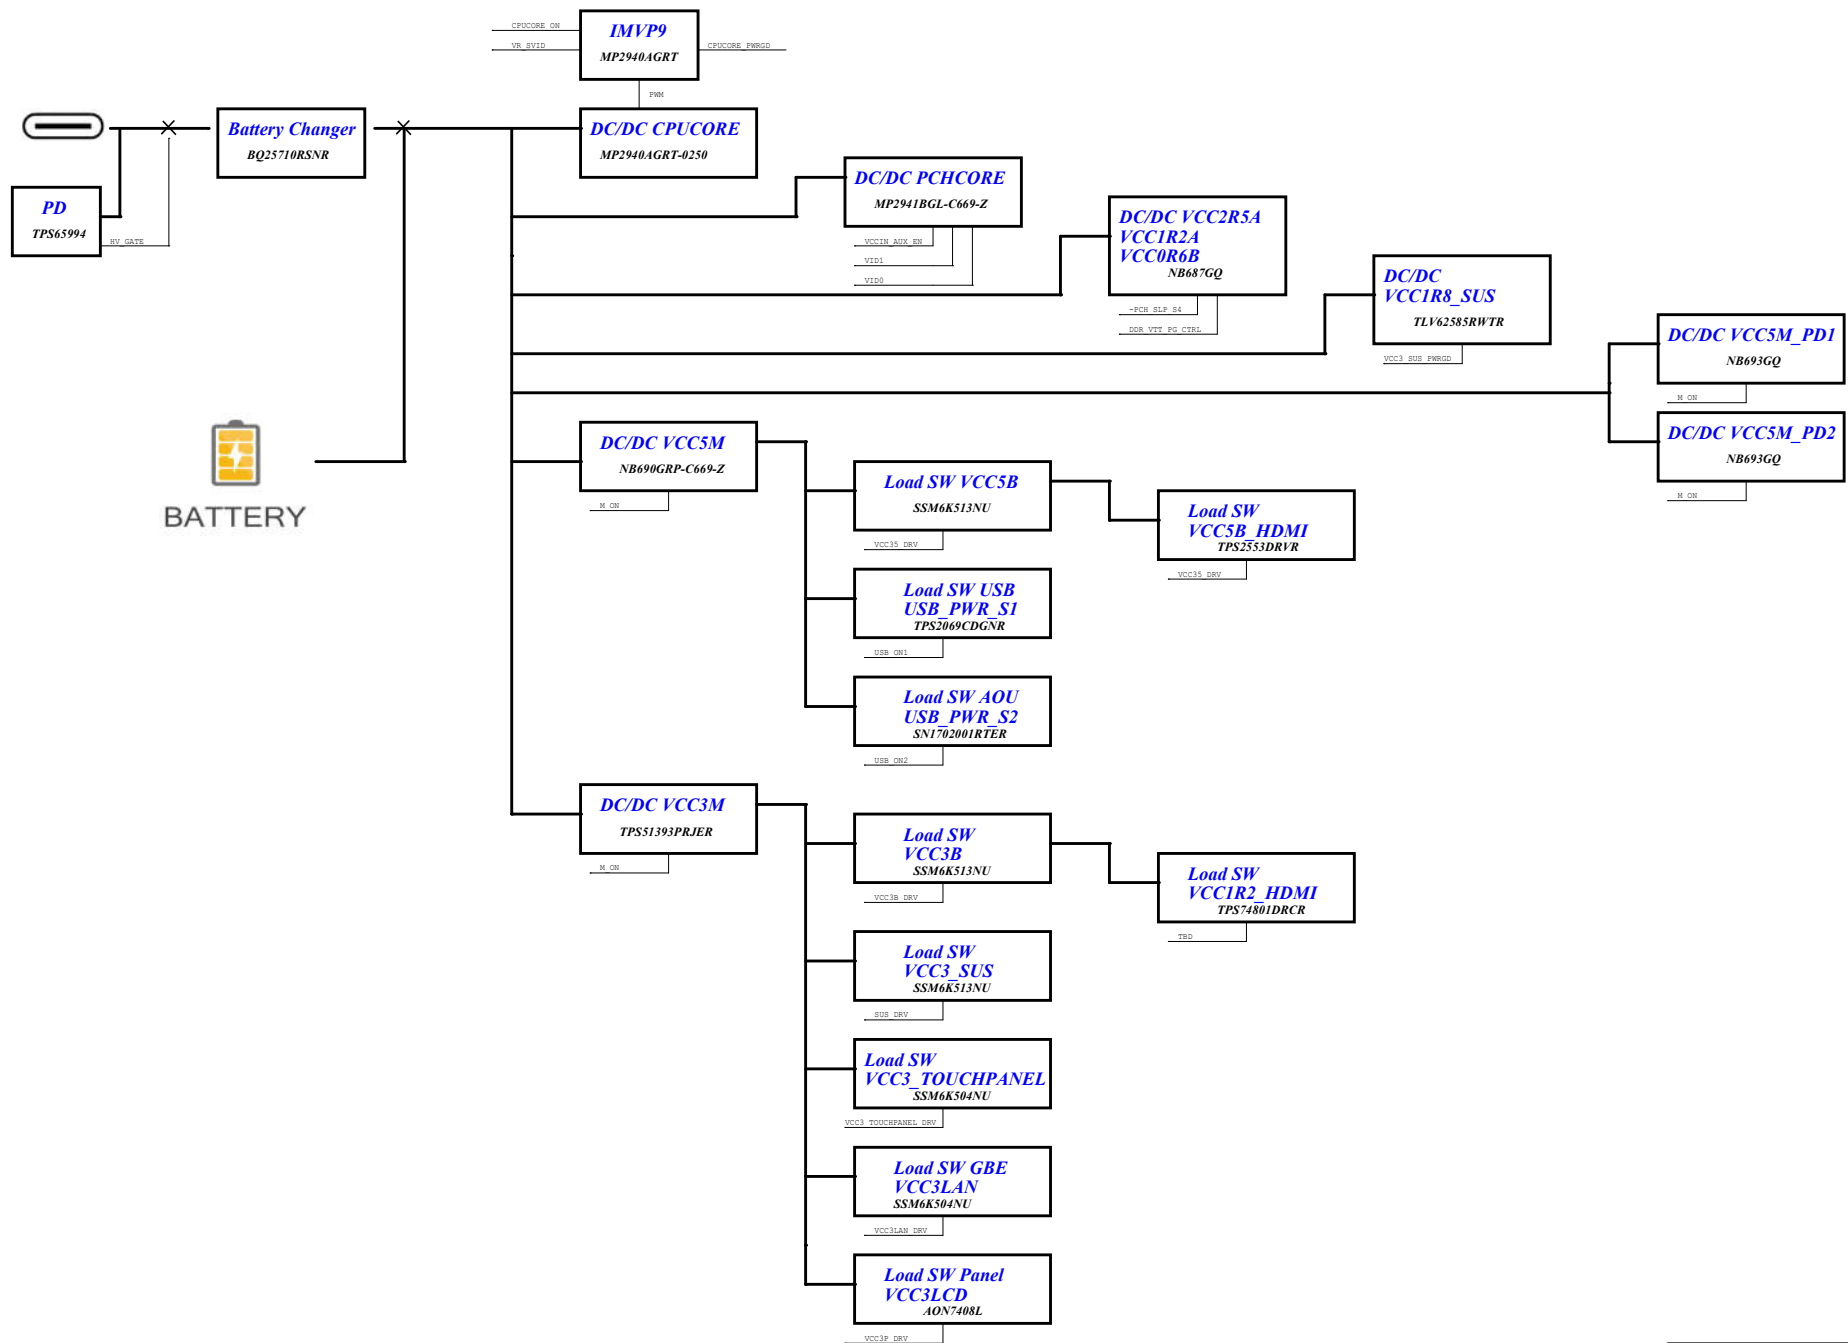 CPUCORE_ON
VR_SVID
IMVP9
MP2940AGRT
CPUCORE_PWRGD
PWM
Battery Changer
BQ25710RSNR
DC/DC CPUCORE
MP2940AGRT-0250
PD
TPS65994
HV_GATE
DC/DC PCHCORE
MP2941BGL-C669-Z
VCCIN_AUX_EN
VID1
VID0
DC/DC VCC2R5A
VCC1R2A
VCC0R6B
NB687GQ
-PCH_SLP_S4
DDR_VTT_PG_CTRL
DC/DC
VCC1R8_SUS
TLV62585RWTR
VCC3_SUS_PWRGD
DC/DC VCC5M_PD1
NB693GQ
M_ON
DC/DC VCC5M_PD2
NB693GQ
M_ON
BATTERY
DC/DC VCC5M
NB690GRP-C669-Z
M_ON
Load SW VCC5B
SSM6K513NU
VCC35_DRV
Load SW
VCC5B_HDMI
TPS2553DRVR
VCC35_DRV
Load SW USB
USB_PWR_S1
TPS2069CDGNR
USB_ON1
Load SW AOU
USB_PWR_S2
SN1702001RTER
USB_ON2
DC/DC VCC3M
TPS51393PRJER
M_ON
Load SW
VCC3B
SSM6K513NU
VCC3B_DRV
Load SW
VCC1R2_HDMI
TPS74801DRCR
TBD
Load SW
VCC3_SUS
SSM6K513NU
SUS_DRV
Load SW
VCC3_TOUCHPANEL
SSM6K504NU
VCC3_TOUCHPANEL_DRV
Load SW GBE
VCC3LAN
SSM6K504NU
VCC3LAN_DRV
Load SW Panel
VCC3LCD
AON7408L
VCC3P_DRV